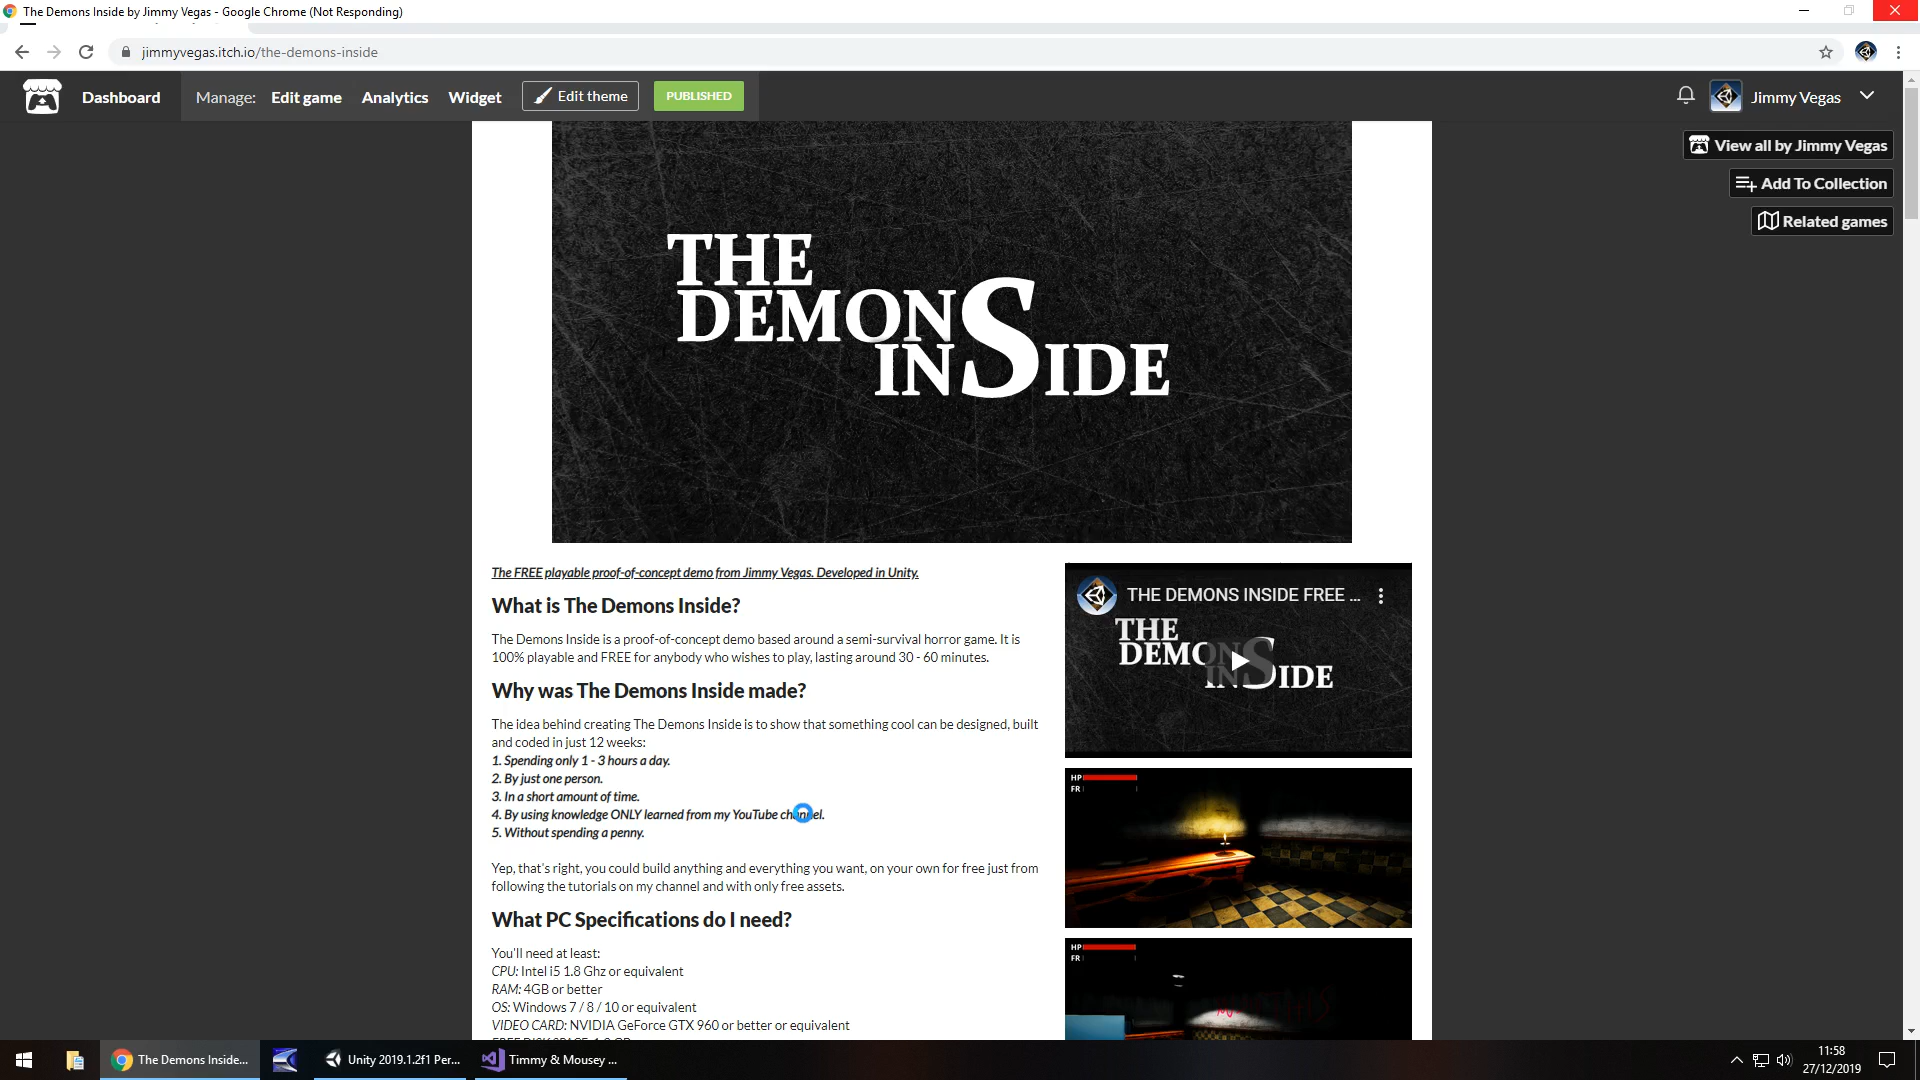 The Demons Inside by Jimmy Vegas - Google Chrome (Not Responding)
jimmyvegas.itch.io/the-demons-inside
Dashboard
Manage:
Edit game
Analytics
Widget
Edit theme
PUBLISHED
Jimmy Vegas
View all by Jimmy Vegas
Add To Collection
Related games
THE
DEMONS
INSIDE
The FREE playable proof-of-concept demo from Jimmy Vegas. Developed in Unity.
What is The Demons Inside?
The Demons Inside is a proof-of-concept demo based around a semi-survival horror game. It is
100% playable and FREE for anybody who wishes to play, lasting around 30 - 60 minutes.
Why was The Demons Inside made?
The idea behind creating The Demons Inside is to show that something cool can be designed, built
and coded in just 12 weeks:
1. Spending only 1 - 3 hours a day.
2. By just one person.
3. In a short amount of time.
4. By using knowledge ONLY learned from my YouTube channel.
5. Without spending a penny.
Yep, that's right, you could build anything and everything you want, on your own for free just from
following the tutorials on my channel and with only free assets.
What PC Specifications do I need?
You'll need at least:
CPU: Intel i5 1.8 Ghz or equivalent
RAM: 4GB or better
OS: Windows 7 / 8 / 10 or equivalent
VIDEO CARD: NVIDIA GeForce GTX 960 or better or equivalent
THE DEMONS INSIDE FREE ...
THE
DEMONS
INSIDE
HP
FR
HP
FR
The Demons Inside...
Unity 2019.1.2f1 Per...
Timmy & Mousey ...
11:58
27/12/2019